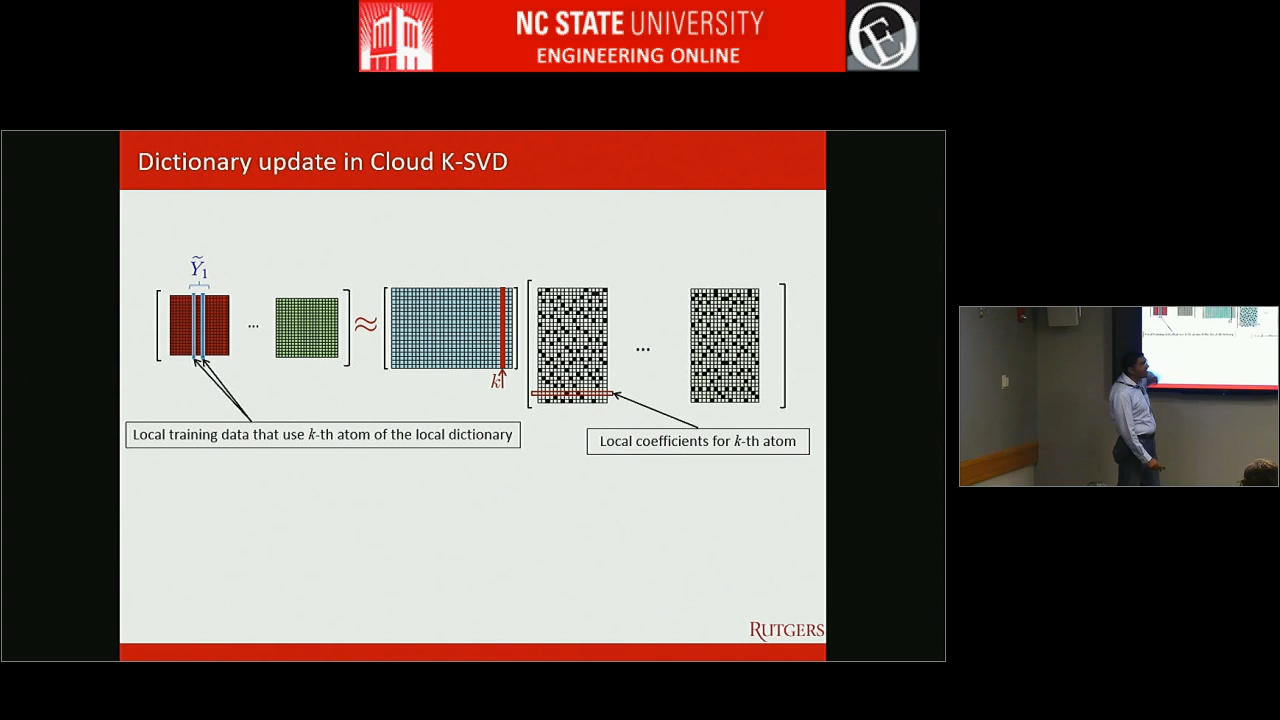 NC STATE UNIVERSITY
ENGINEERING ONLINE
Dictionary update in Cloud K-SVD
Ỹ₁
...
≈
...
k
Local training data that use k-th atom of the local dictionary
Local coefficients for k-th atom
RUTGERS